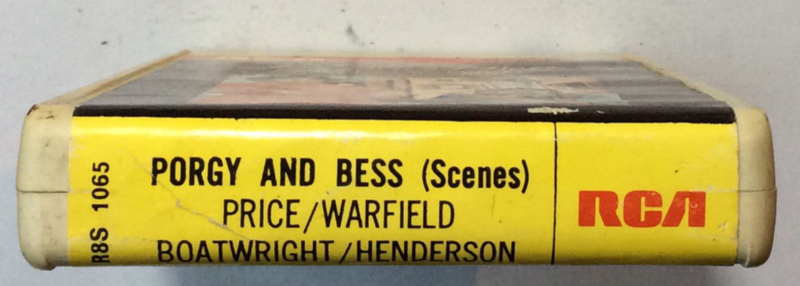 R8S 1065
PORGY AND BESS (Scenes)
PRICE/WARFIELD
BOATWRIGHT/HENDERSON
RCA